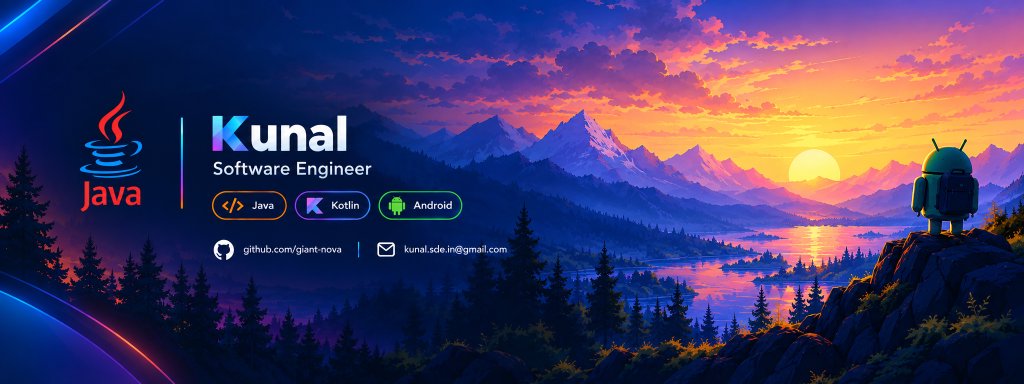 Java
Kunal
Software Engineer
</> Java
Kotlin
Android
github.com/giant-nova
kunal.sde.in@gmail.com